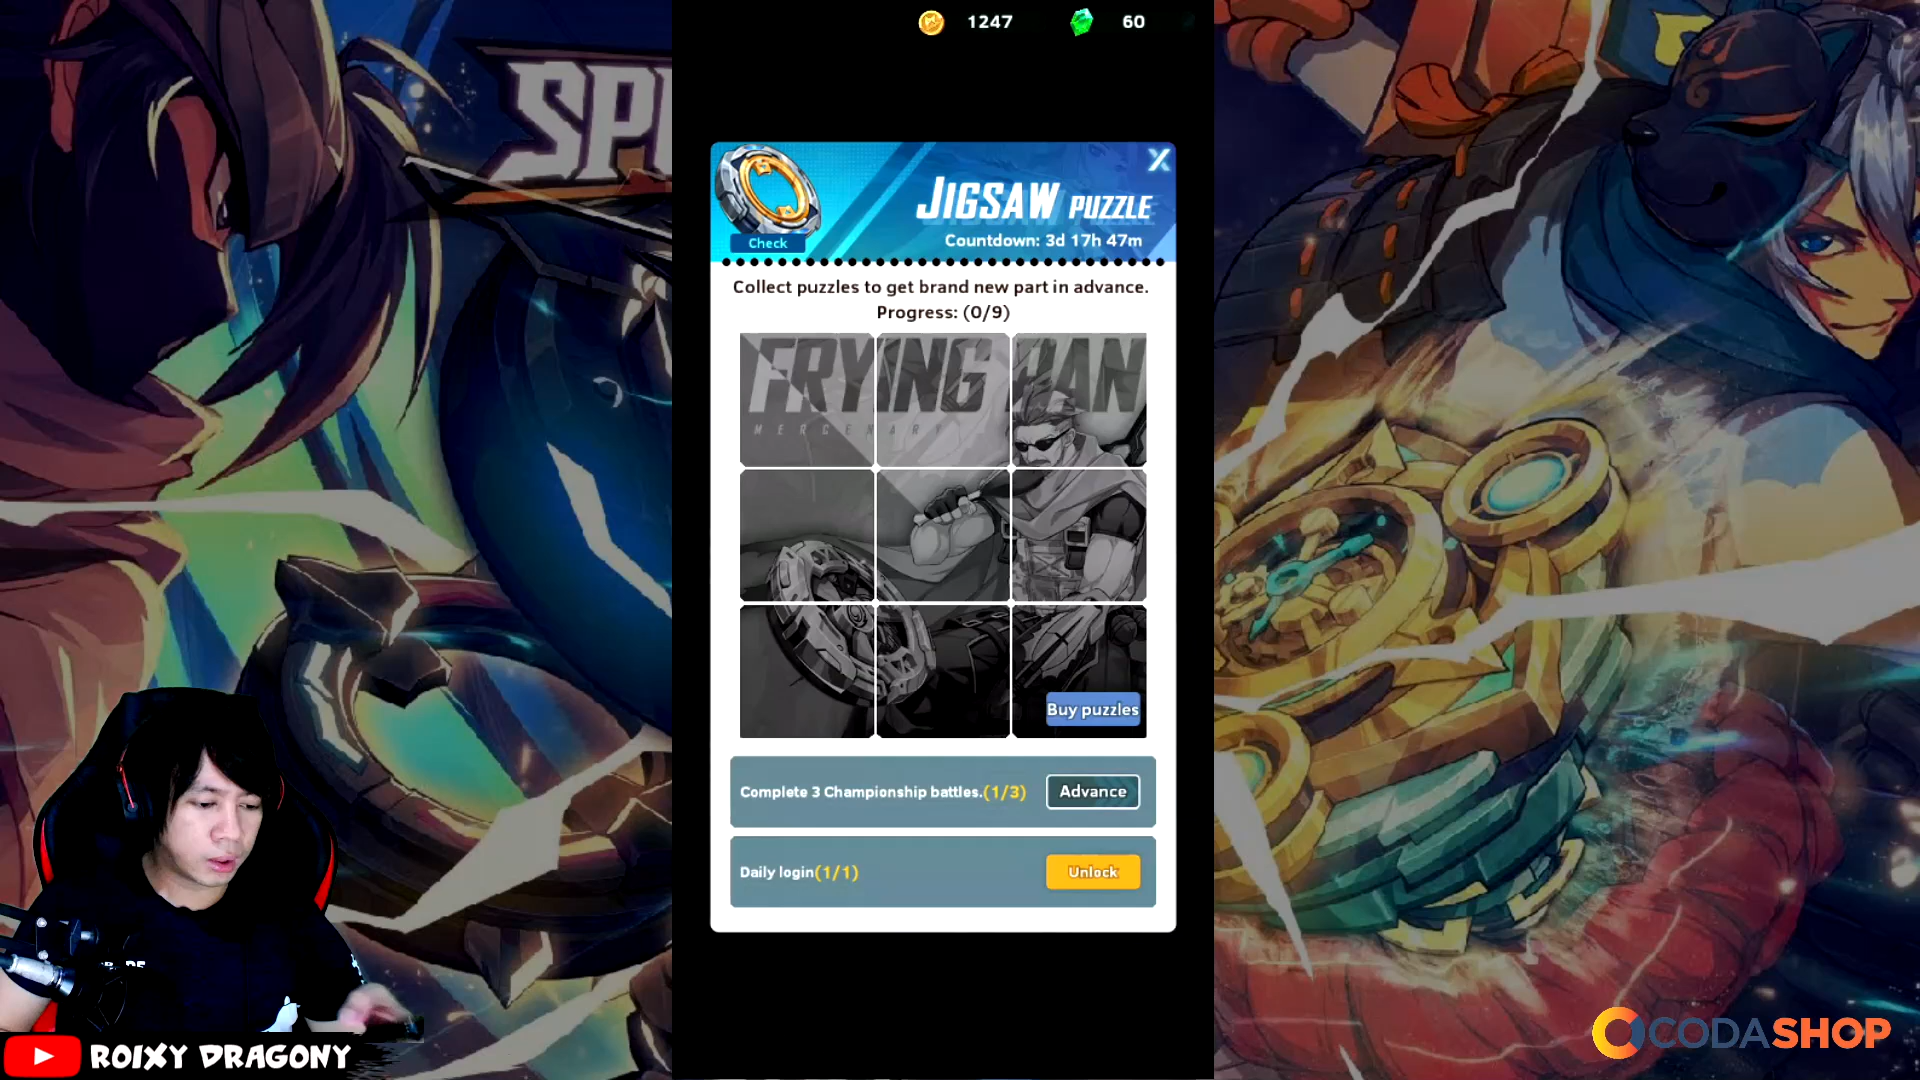 1247
60
SP
JIGSAW PUZZLE
Check
Countdown: 3d 17h 47m
Collect puzzles to get brand new part in advance.
Progress: (0/9)
FRYING PAN
MERCENARY
Buy puzzles
Complete 3 Championship battles.(1/3)
Advance
Daily login(1/1)
Unlock
ROIXY DRAGONY
CODASHOP